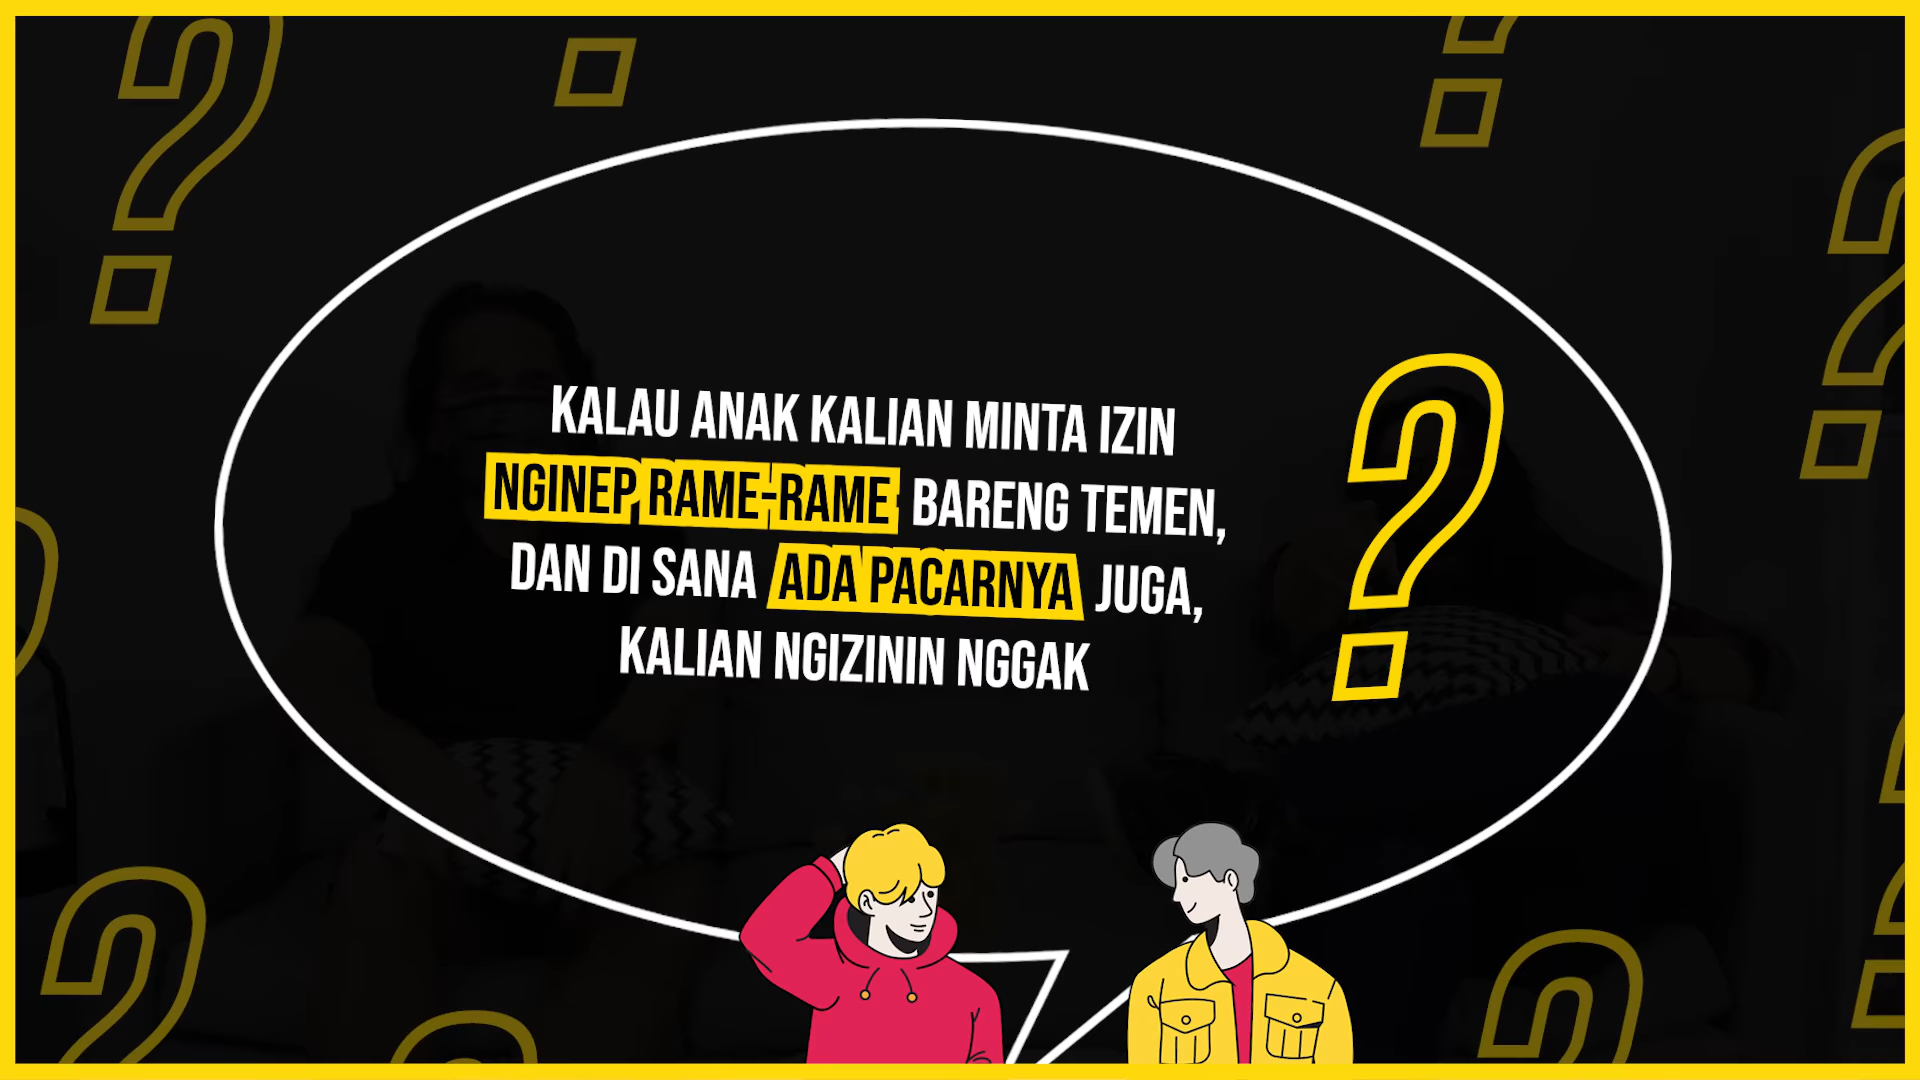 KALAU ANAK KALIAN MINTA IZIN
NGINEP RAME-RAME BARENG TEMEN,
DAN DI SANA ADA PACARNYA JUGA,
KALIAN NGIZININ NGGAK
?